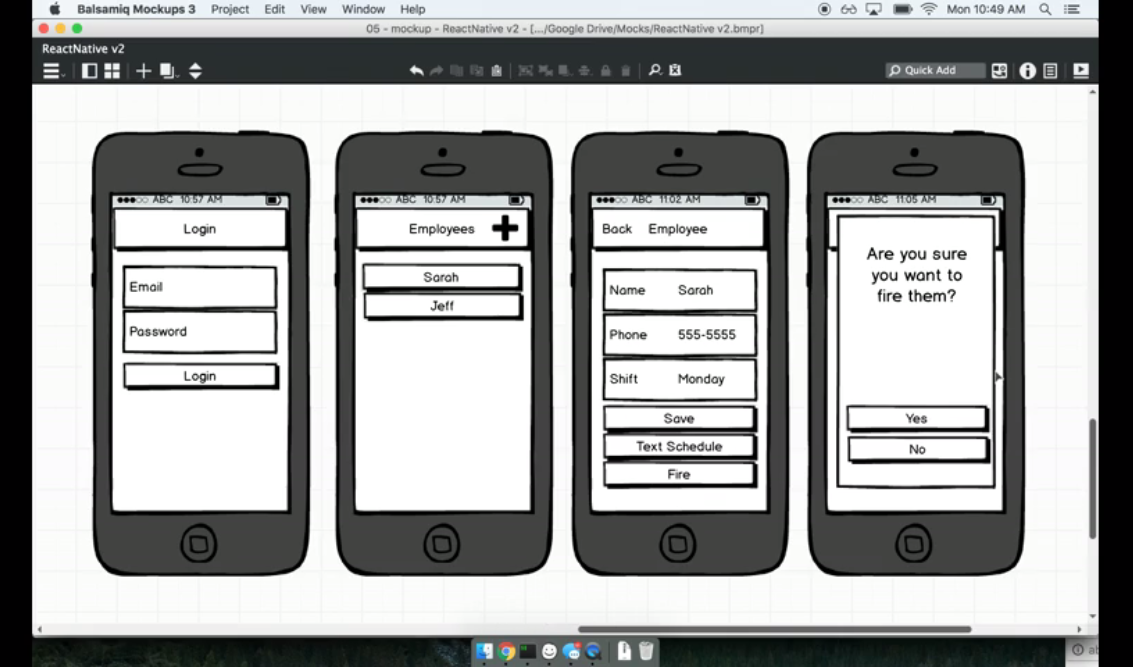 Balsamiq Mockups 3 Project Edit View Window Help Mon 10:49 AM
05 - mockup - ReactNative v2 - [.../Google Drive/Mocks/ReactNative v2.bmpr]
ReactNative v2
Quick Add
ABC 10:57 AM
Login
Email
Password
Login
ABC 10:57 AM
Employees
Sarah
Jeff
ABC 11:02 AM
Back Employee
Name Sarah
Phone 555-5555
Shift Monday
Save
Text Schedule
Fire
ABC 11:05 AM
Are you sure
you want to
fire them?
Yes
No